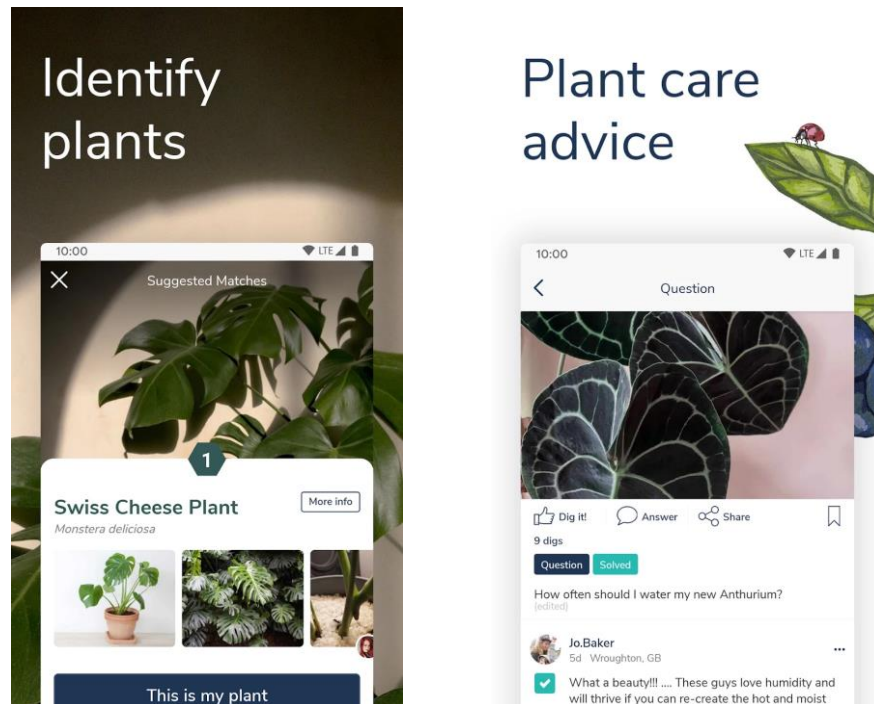 Identify
plants
10:00
LTE
Suggested Matches
1
Swiss Cheese Plant
More info
Monstera deliciosa
This is my plant
Plant care
advice
10:00
LTE
Question
Dig it!
Answer
Share
9 digs
Question
Solved
How often should I water my new Anthurium?
(edited)
Jo.Baker
5d Wroughton, GB
What a beauty!!! .... These guys love humidity and
will thrive if you can re-create the hot and moist